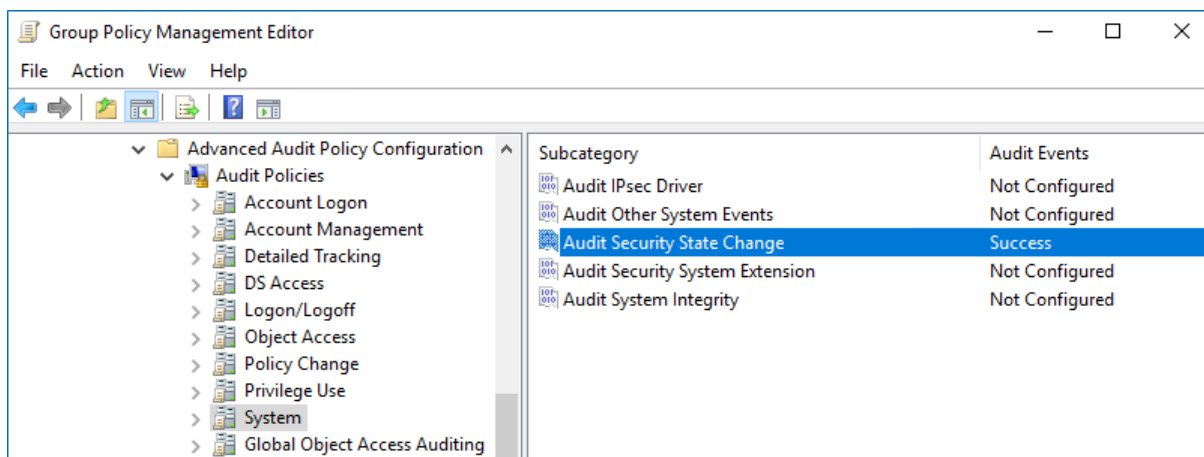 Group Policy Management Editor
File Action View Help
Advanced Audit Policy Configuration
Audit Policies
Account Logon
Account Management
Detailed Tracking
DS Access
Logon/Logoff
Object Access
Policy Change
Privilege Use
System
Global Object Access Auditing
Subcategory Audit Events
Audit IPsec Driver Not Configured
Audit Other System Events Not Configured
Audit Security State Change Success
Audit Security System Extension Not Configured
Audit System Integrity Not Configured